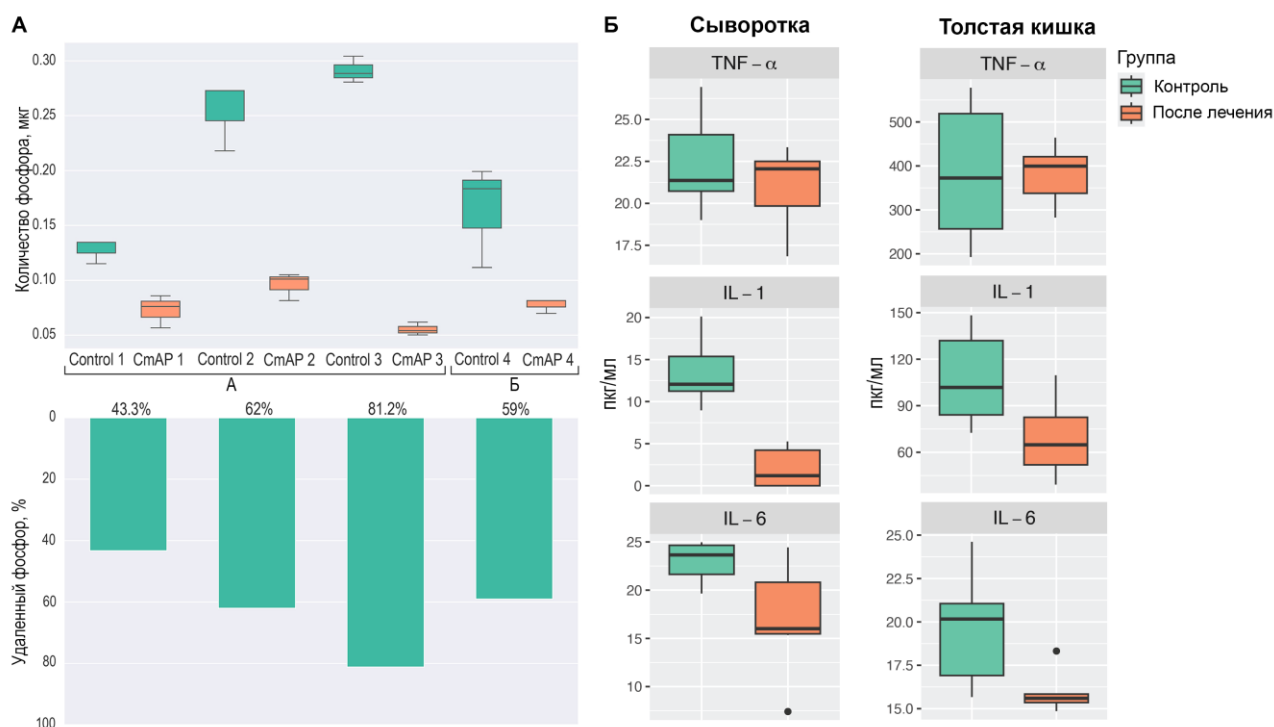 А
Количество фосфора, мкг
0.30
0.25
0.20
0.15
0.10
0.05
Control 1 CmAP 1 Control 2 CmAP 2 Control 3 CmAP 3 Control 4 CmAP 4
А Б
43.3% 62% 81.2% 59%
Удаленный фосфор, %
0
20
40
60
80
100
Б Сыворотка Толстая кишка
пкг/мл
TNF – α
25.0
22.5
20.0
17.5
IL – 1
20
15
10
5
0
IL – 6
25
20
15
10
пкг/мл
TNF – α
500
400
300
200
IL – 1
150
120
90
60
IL – 6
25.0
22.5
20.0
17.5
15.0
Группа
Контроль
После лечения